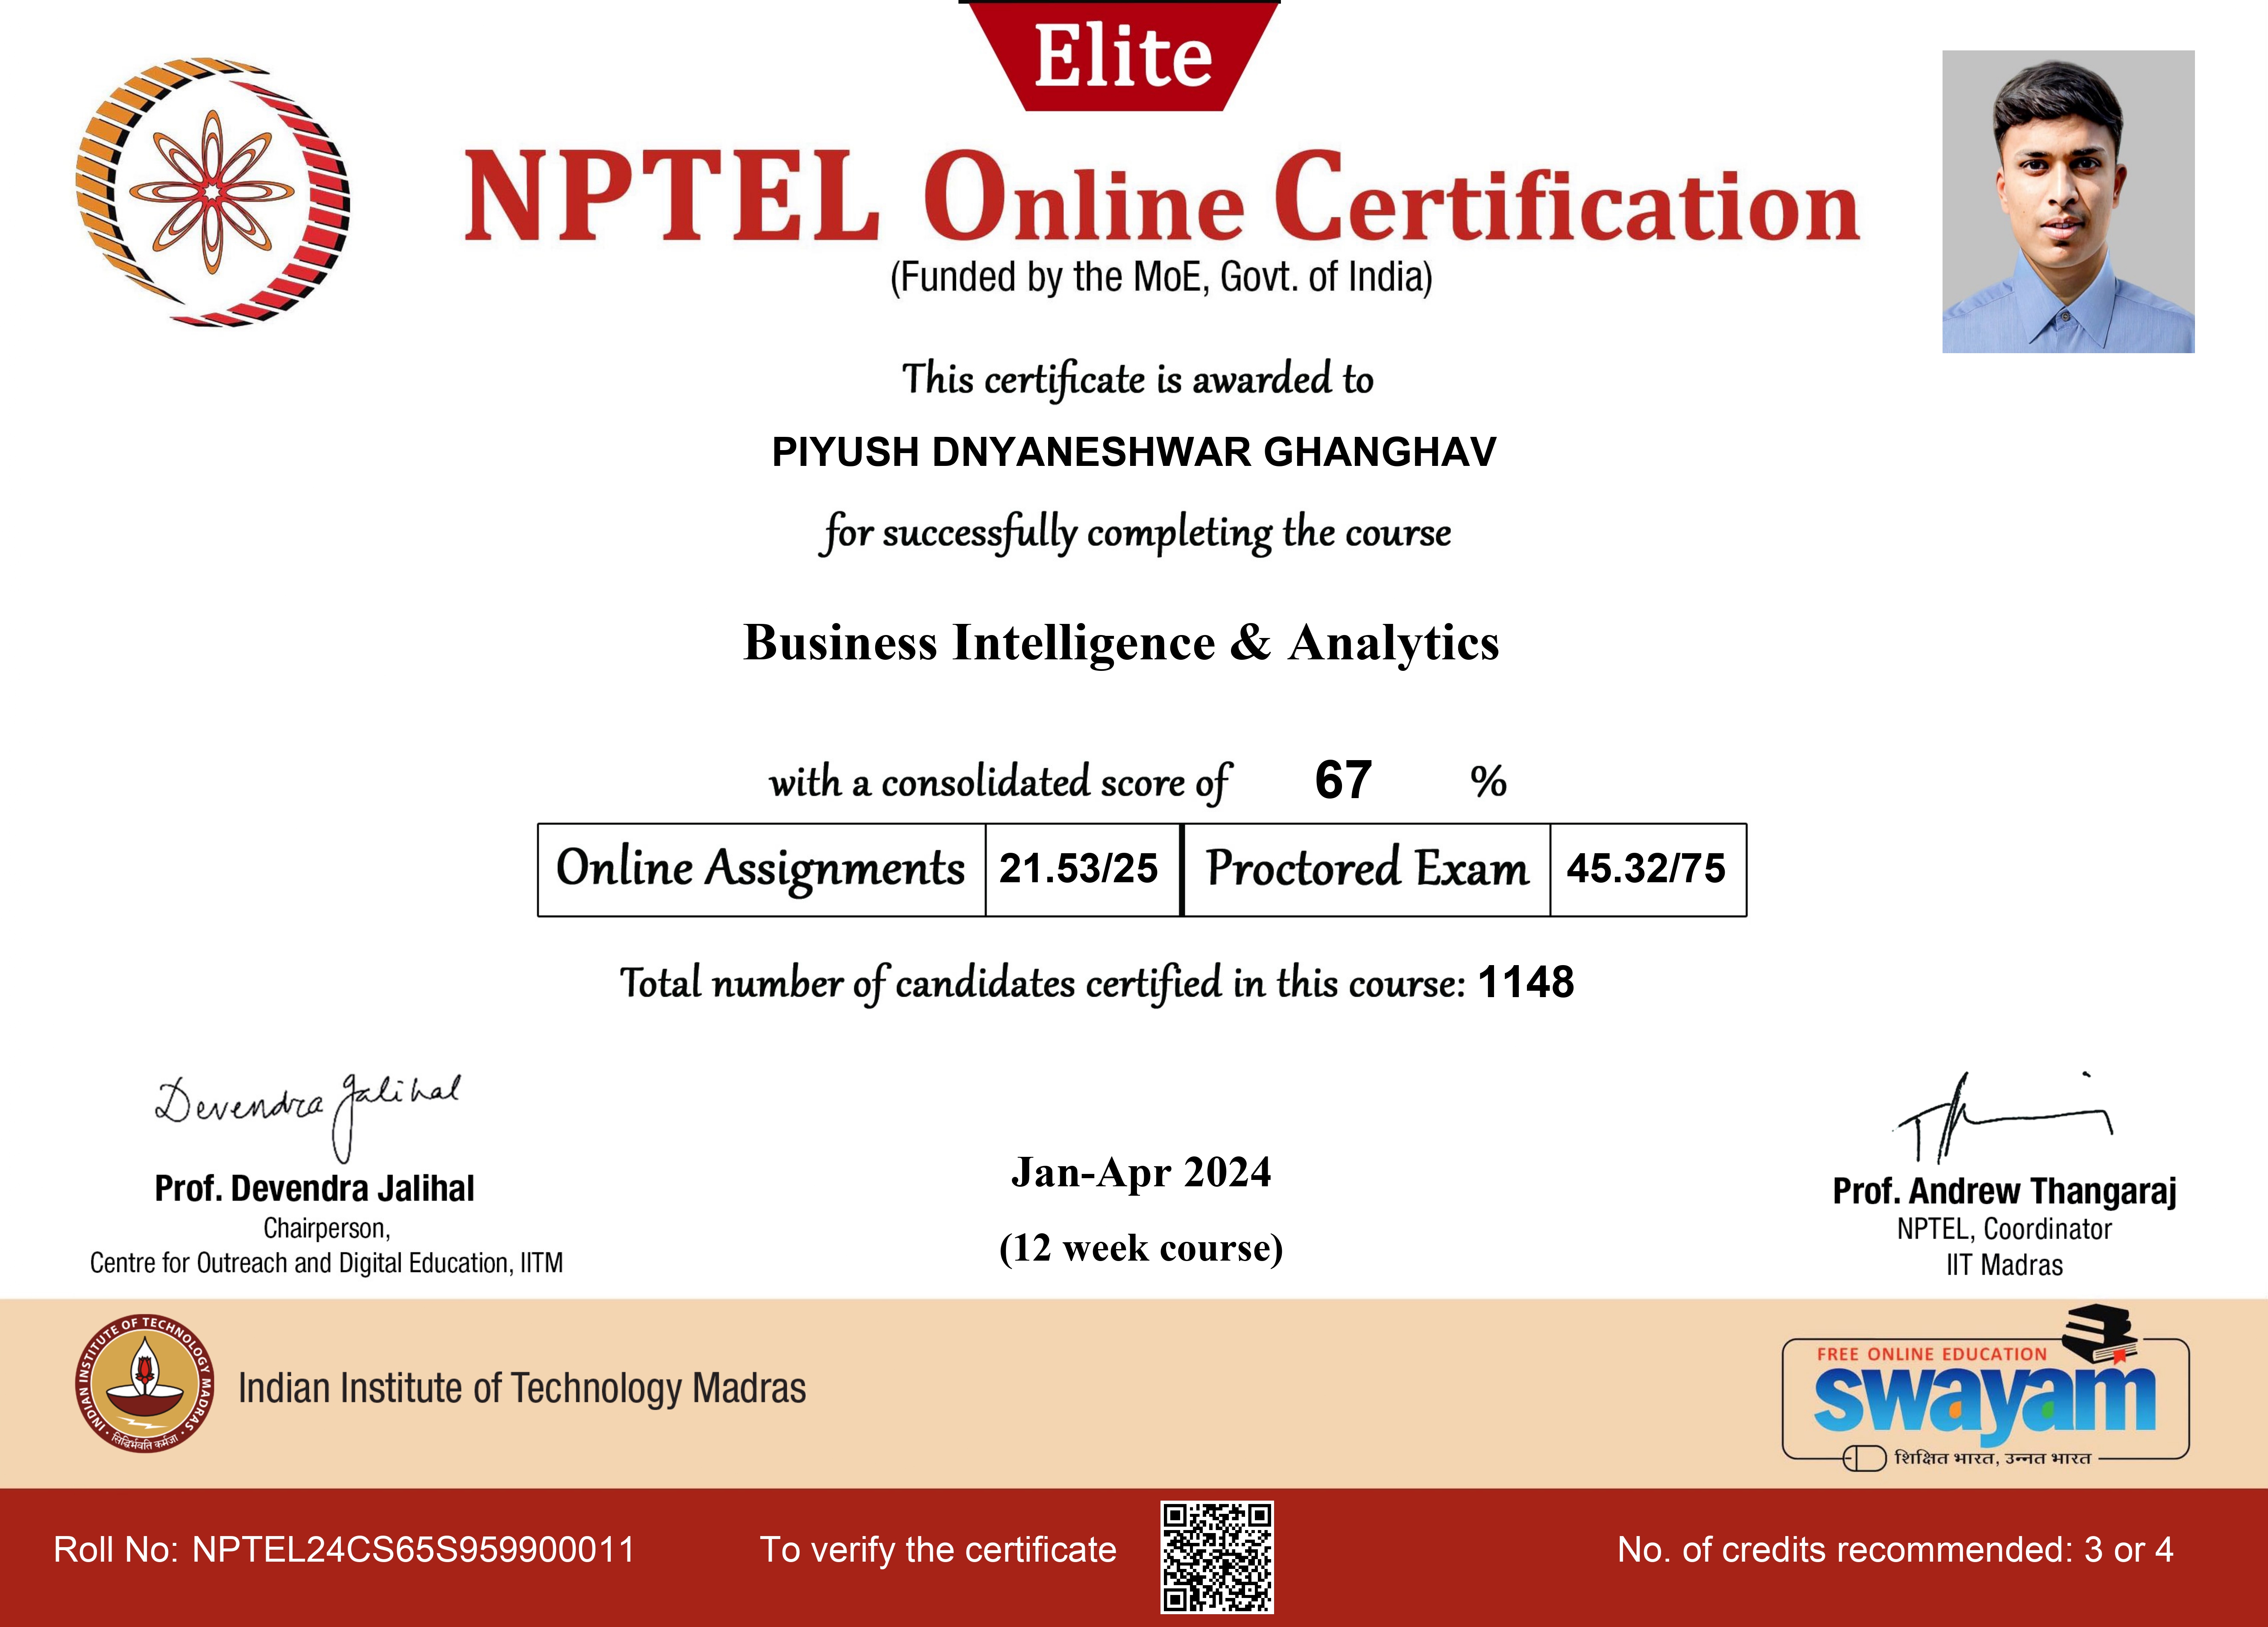 Elite
NPTEL Online Certification
(Funded by the MoE, Govt. of India)
This certificate is awarded to
PIYUSH DNYANESHWAR GHANGHAV
for successfully completing the course
Business Intelligence & Analytics
with a consolidated score of 67 %
Online Assignments 21.53/25 Proctored Exam 45.32/75
Total number of candidates certified in this course: 1148
Devendra Jalihal
Prof. Devendra Jalihal
Chairperson,
Centre for Outreach and Digital Education, IITM
Jan-Apr 2024
(12 week course)
Prof. Andrew Thangaraj
NPTEL, Coordinator
IIT Madras
INDIAN INSTITUTE OF TECHNOLOGY MADRAS
सिद्धिर्भवति कर्मजा
Indian Institute of Technology Madras
FREE ONLINE EDUCATION
swayam
शिक्षित भारत, उन्नत भारत
Roll No: NPTEL24CS65S959900011
To verify the certificate
No. of credits recommended: 3 or 4